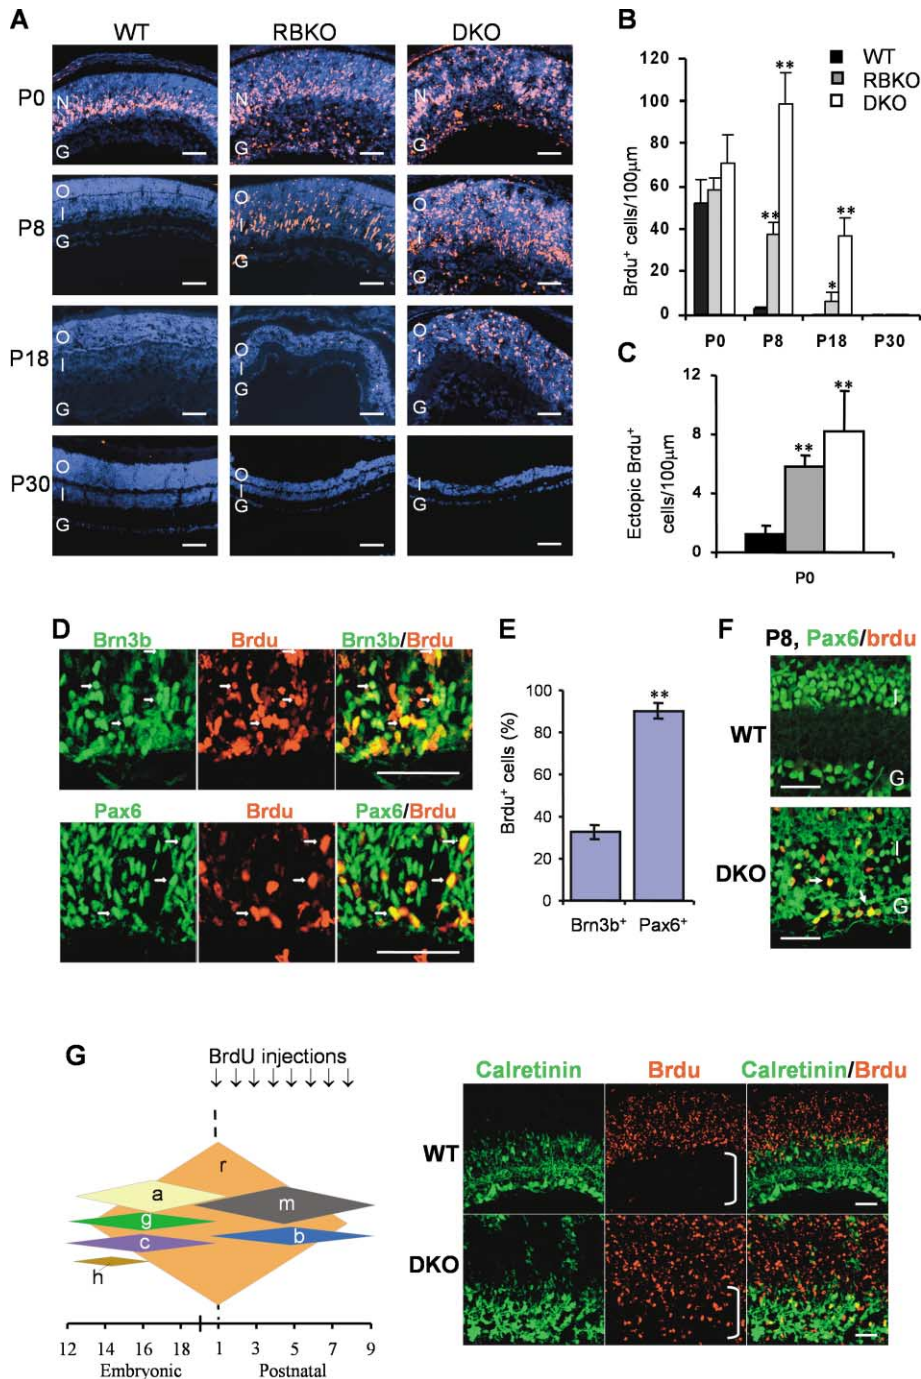 A
WT RBKO DKO
P0
N
G
N
G
N
G
P8
O
I
G
O
I
G
O
I
G
P18
O
I
G
O
I
G
O
I
G
P30
O
I
G
O
I
G
I
G
B
WT
RBKO
DKO
Brdu⁺ cells/100μm
120
100
80
60
40
20
0
**
**
*
**
P0 P8 P18 P30
C
Ectopic Brdu⁺
cells/100μm
12
8
4
0
**
**
P0
D
Brn3b Brdu Brn3b/Brdu
Pax6 Brdu Pax6/Brdu
E
Brdu⁺ cells (%)
100
80
60
40
20
0
**
Brn3b⁺ Pax6⁺
F
P8, Pax6/brdu
WT
I
G
DKO
I
G
G
BrdU injections
r
a
m
g
c
b
h
12 14 16 18 1 3 5 7 9
Embryonic Postnatal
Calretinin Brdu Calretinin/Brdu
WT
DKO